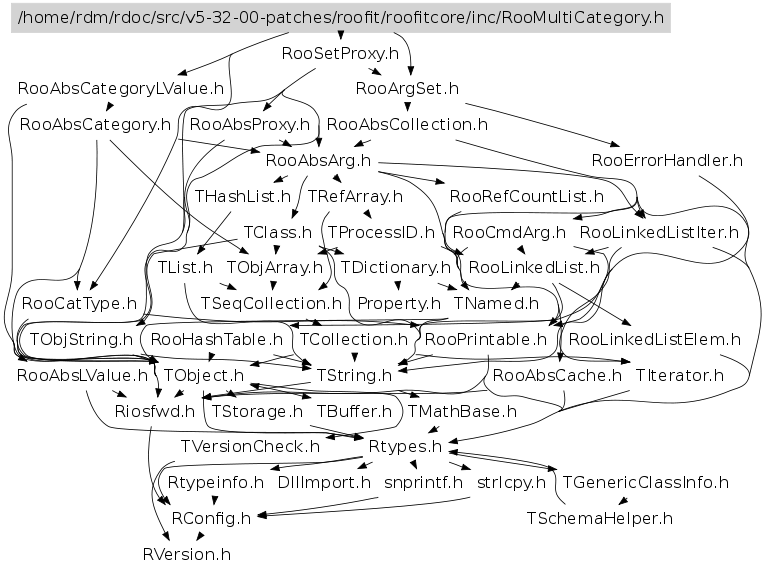 /home/rdm/rdoc/src/v5-32-00-patches/roofit/roofitcore/inc/RooMultiCategory.h
RooSetProxy.h
RooAbsCategoryLValue.h RooArgSet.h
RooAbsCategory.h RooAbsProxy.h RooAbsCollection.h
RooAbsArg.h RooErrorHandler.h
THashList.h TRefArray.h RooRefCountList.h
TClass.h TProcessID.h RooCmdArg.h RooLinkedListIter.h
TList.h TObjArray.h TDictionary.h RooLinkedList.h
RooCatType.h TSeqCollection.h Property.h TNamed.h
TObjString.h RooHashTable.h TCollection.h RooPrintable.h RooLinkedListElem.h
RooAbsLValue.h TObject.h TString.h RooAbsCache.h TIterator.h
Riosfwd.h TStorage.h TBuffer.h TMathBase.h
TVersionCheck.h Rtypes.h
Rtypeinfo.h DllImport.h snprintf.h strlcpy.h TGenericClassInfo.h
RConfig.h TSchemaHelper.h
RVersion.h